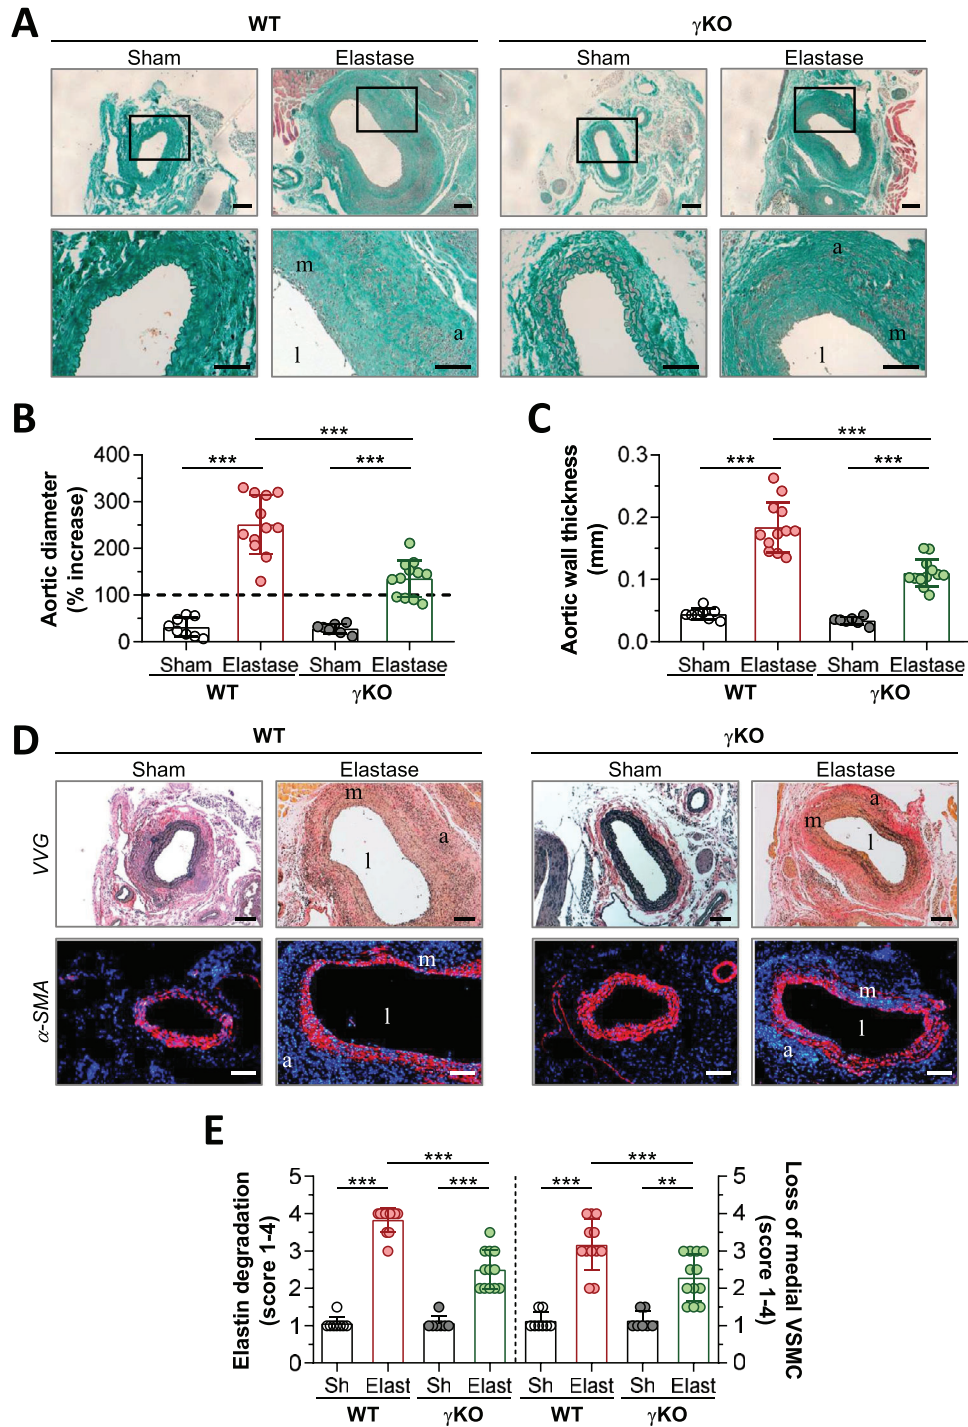 A
WT
γKO
Sham
Elastase
Sham
Elastase
m
a
l
a
m
l
B
Aortic diameter
(% increase)
400
300
200
100
0
***
***
***
Sham
Elastase
Sham
Elastase
WT
γKO
C
Aortic wall thickness
(mm)
0.3
0.2
0.1
0.0
***
***
***
Sham
Elastase
Sham
Elastase
WT
γKO
D
WT
γKO
Sham
Elastase
Sham
Elastase
VVG
m
a
l
a
m
l
α-SMA
m
l
a
m
l
a
E
Elastin degradation
(score 1-4)
5
4
3
2
1
0
***
***
***
***
***
**
5
4
3
2
1
0
Loss of medial VSMC
(score 1-4)
Sh
Elast
Sh
Elast
Sh
Elast
Sh
Elast
WT
γKO
WT
γKO